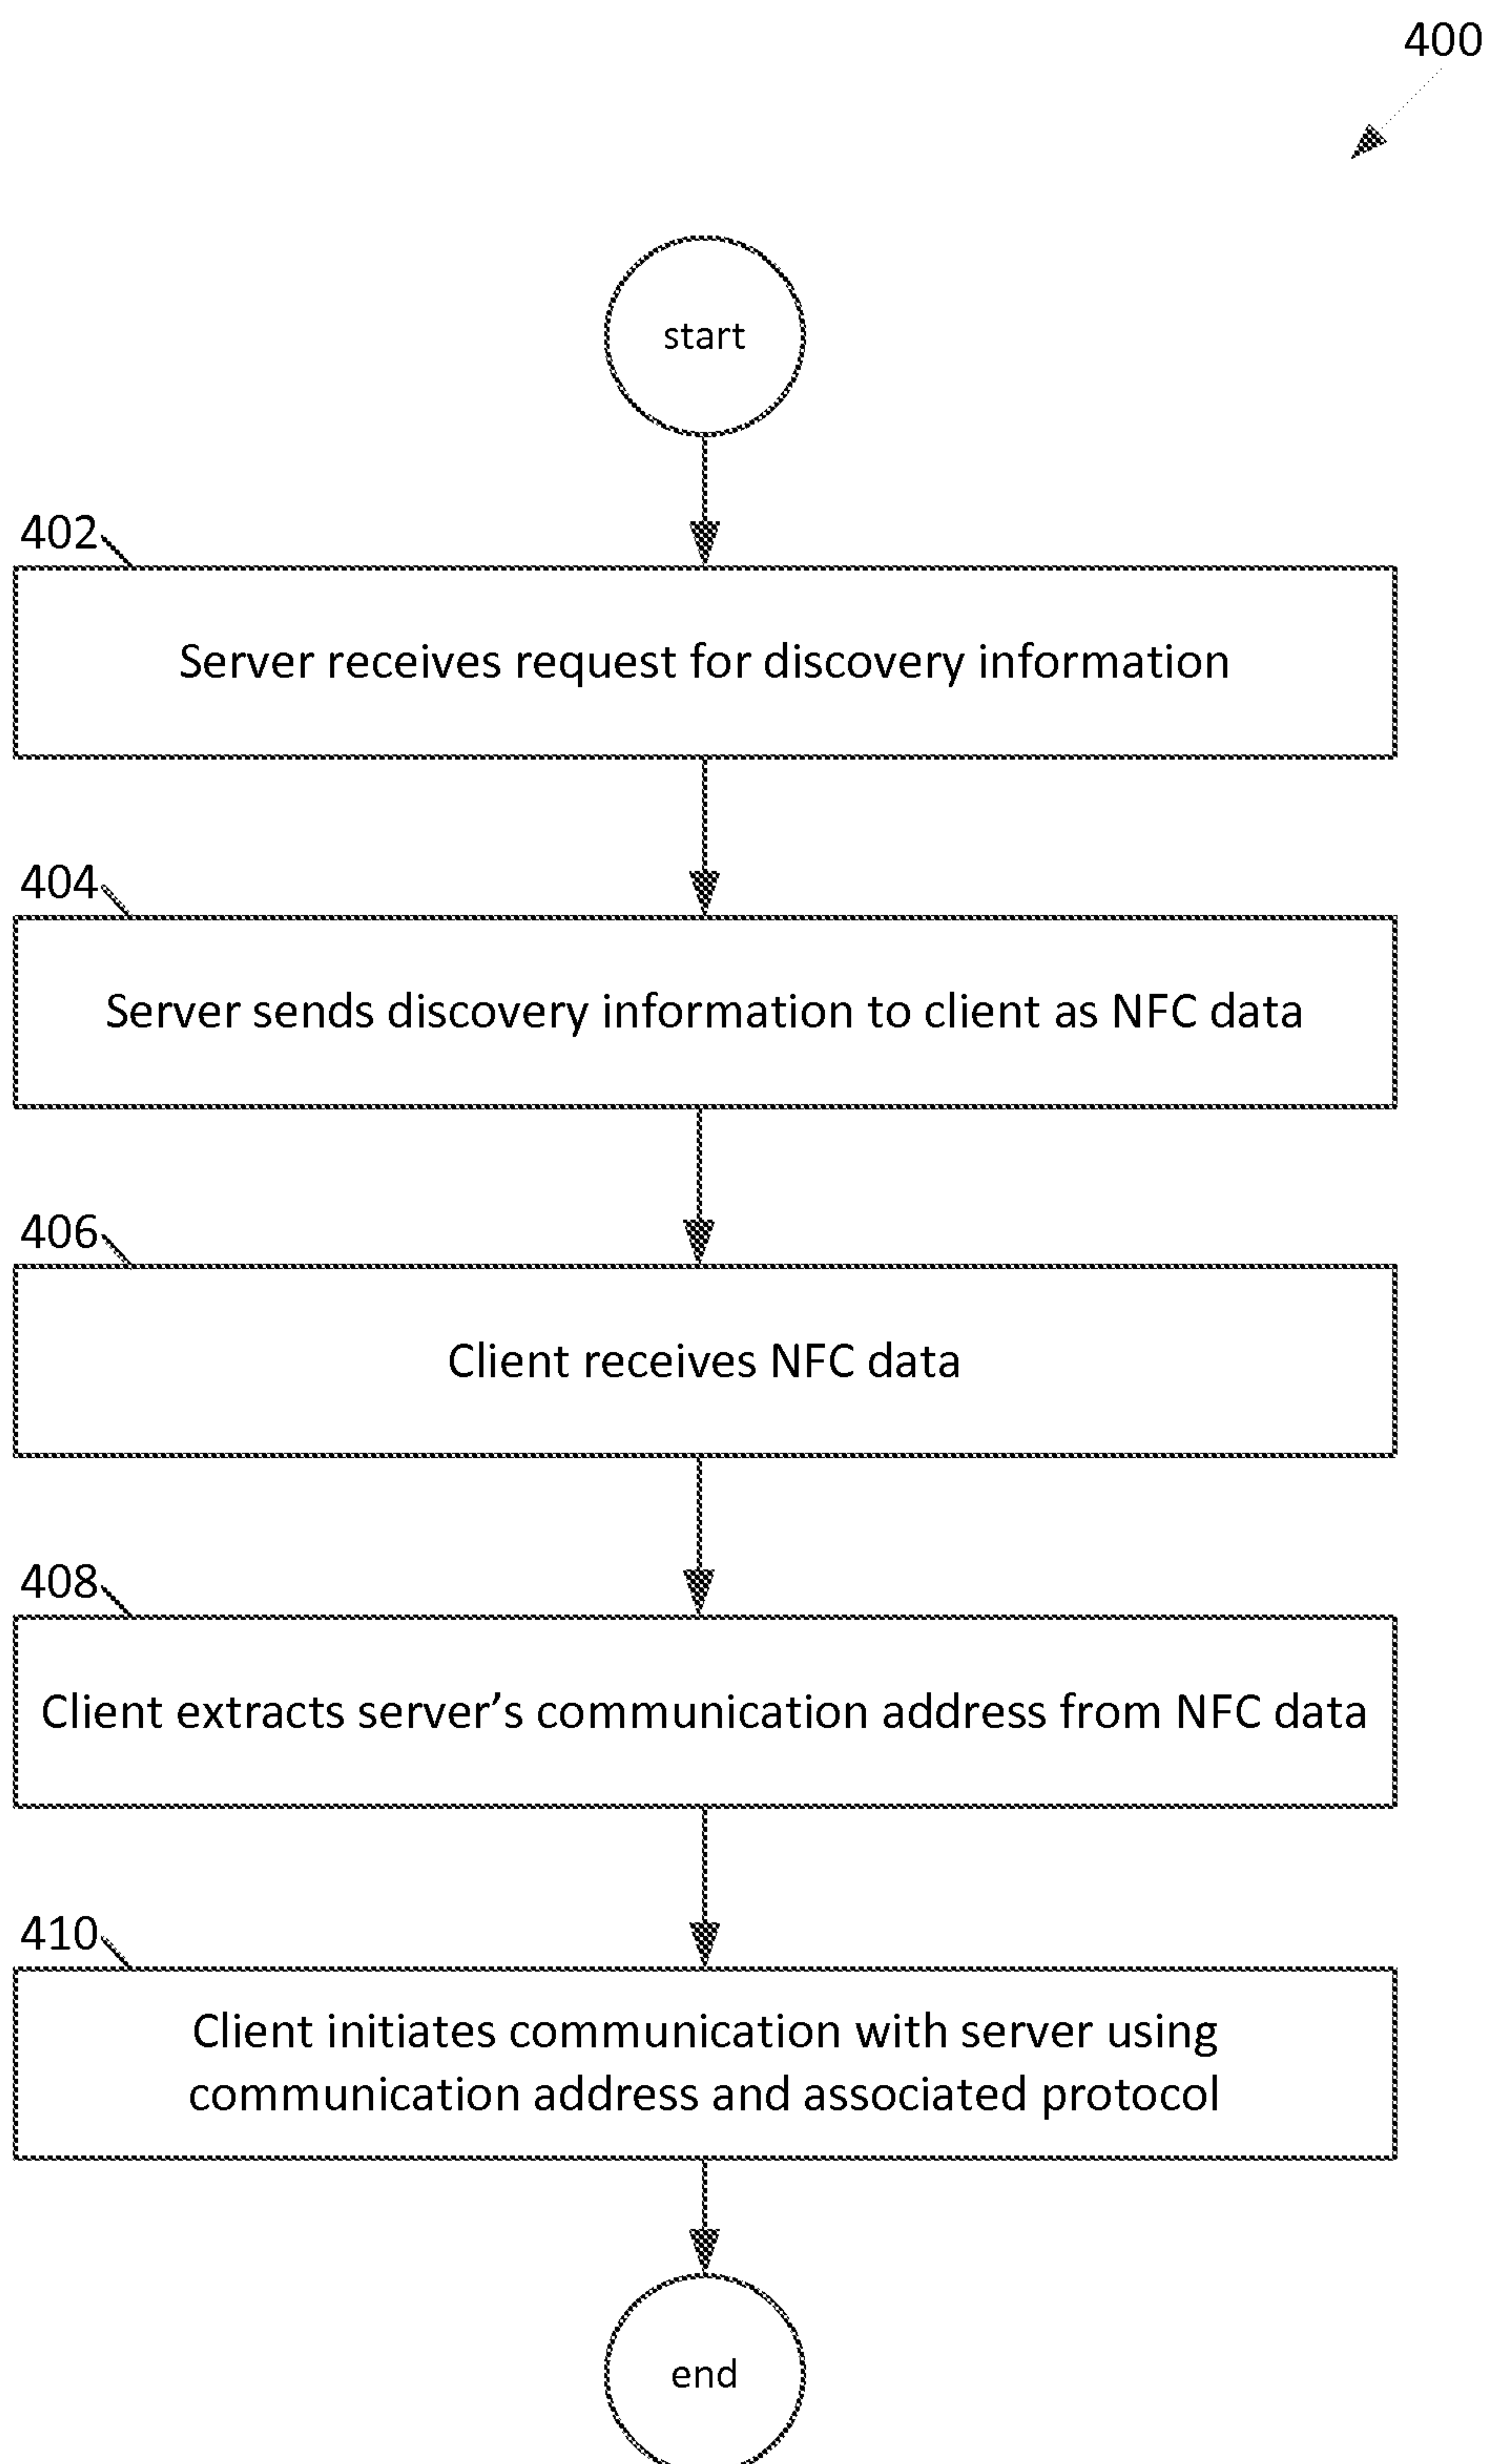 400
start
402
Server receives request for discovery information
404
Server sends discovery information to client as NFC data
406
Client receives NFC data
408
Client extracts server’s communication address from NFC data
410
Client initiates communication with server using
communication address and associated protocol
end